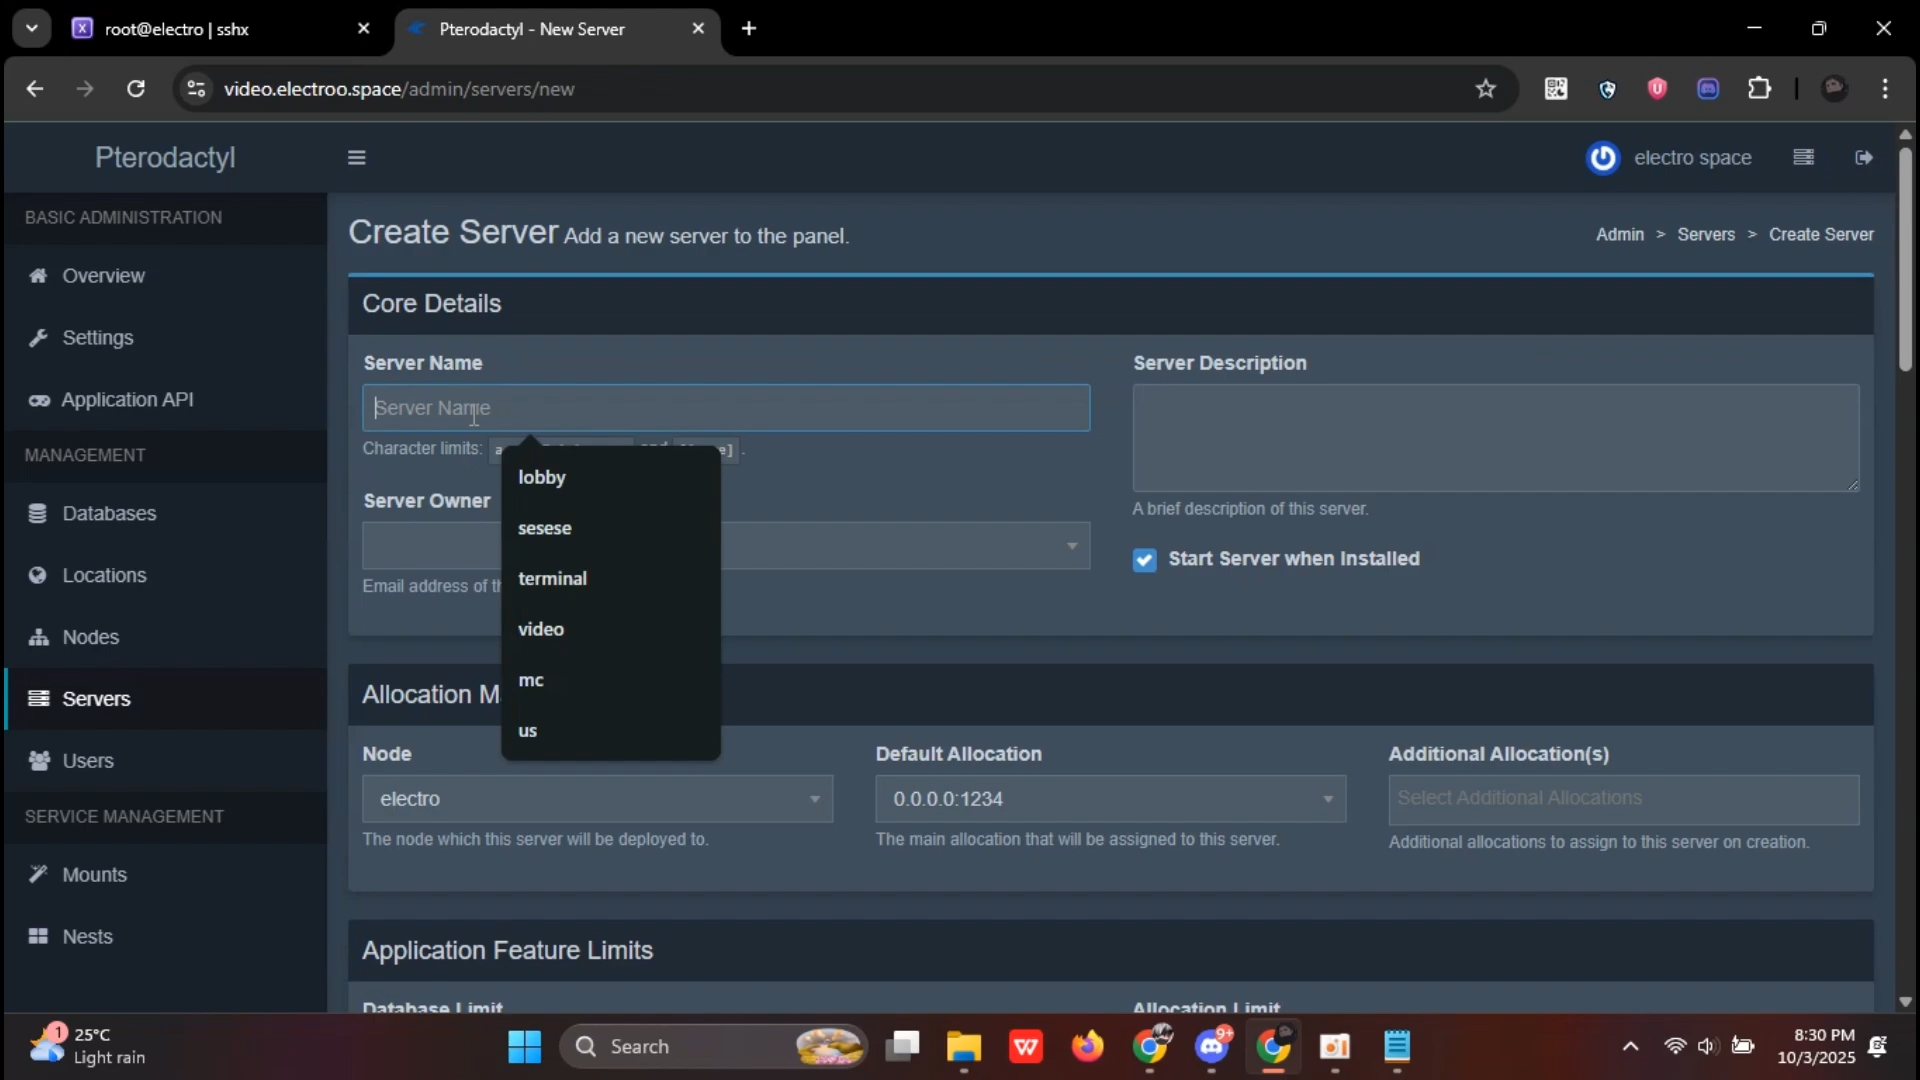 root@electro | sshx
Pterodactyl - New Server
video.electroo.space/admin/servers/new
Pterodactyl
electro space
BASIC ADMINISTRATION
Overview
Settings
Application API
MANAGEMENT
Databases
Locations
Nodes
Servers
Users
SERVICE MANAGEMENT
Mounts
Nests
Create Server Add a new server to the panel.
Admin > Servers > Create Server
Core Details
Server Name
Server Name
Character limits:
Server Owner
Email address of
lobby
sesese
terminal
video
mc
us
Server Description
A brief description of this server.
Start Server when Installed
Allocation
Node
electro
The node which this server will be deployed to.
Default Allocation
0.0.0.0:1234
The main allocation that will be assigned to this server.
Additional Allocation(s)
Select Additional Allocations
Additional allocations to assign to this server on creation.
Application Feature Limits
Database Limit
Allocation Limit
1
25°C
Light rain
Search
9+
8:30 PM
10/3/2025